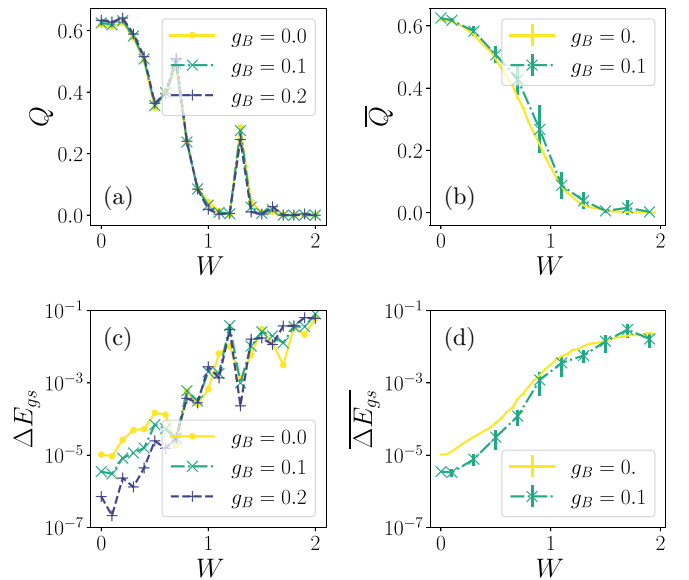 0.6
0.4
0.2
0.0
Q
g_B = 0.0
g_B = 0.1
g_B = 0.2
(a)
0 1 2
W
0.6
0.4
0.2
0.0
Q̅
g_B = 0.
g_B = 0.1
(b)
0 1
W
10⁻¹
10⁻³
10⁻⁵
10⁻⁷
ΔE_gs
(c)
g_B = 0.0
g_B = 0.1
g_B = 0.2
0 1 2
W
10⁻¹
10⁻³
10⁻⁵
10⁻⁷
\overline{ΔE_gs}
(d)
g_B = 0.
g_B = 0.1
0 1 2
W